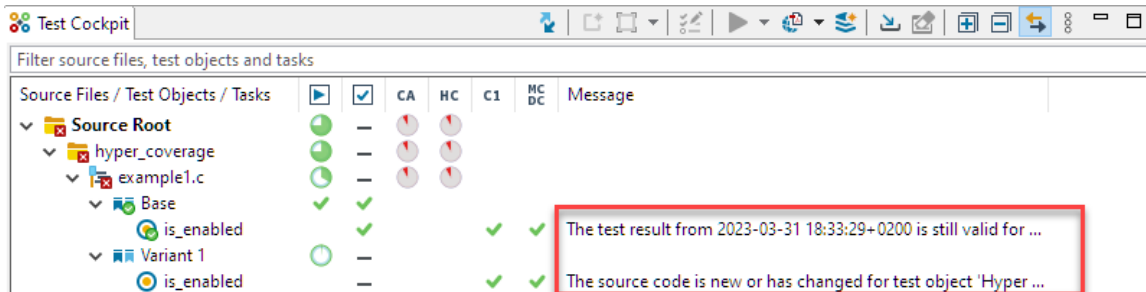 Test Cockpit
Filter source files, test objects and tasks
Source Files / Test Objects / Tasks CA HC C1 MC DC Message
Source Root
hyper_coverage
example1.c
Base
is_enabled The test result from 2023-03-31 18:33:29+0200 is still valid for ...
Variant 1
is_enabled The source code is new or has changed for test object 'Hyper ...